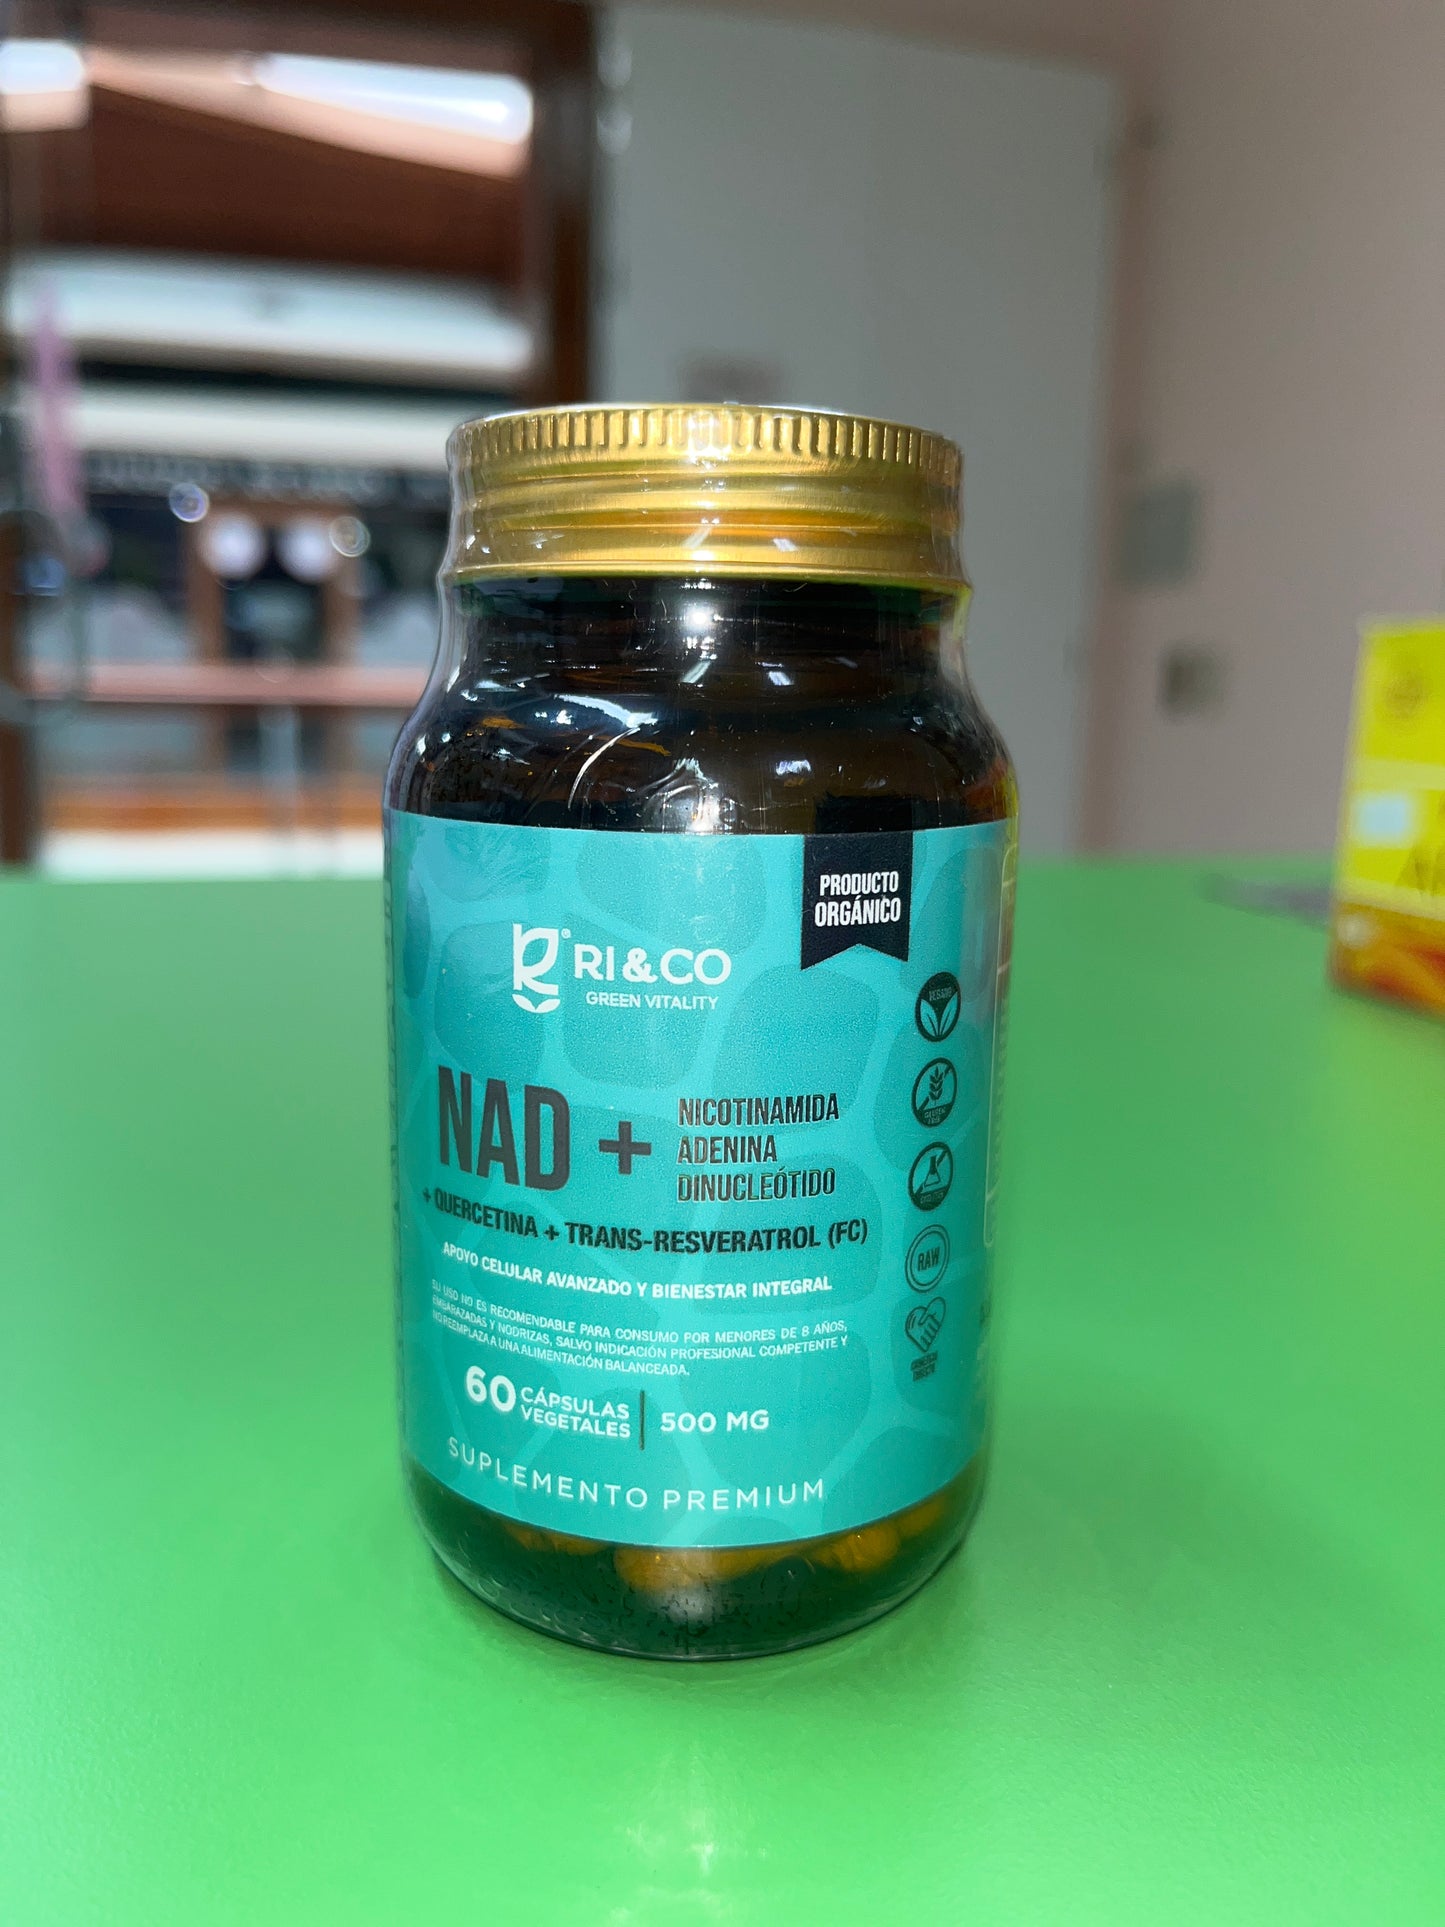 PRODUCTO
ORGÁNICO
RI & CO
GREEN VITALITY
VEGANO
NAD +
NICOTINAMIDA
ADENINA
DINUCLEÓTIDO
+ QUERCETINA + TRANS-RESVERATROL (FC)
APOYO CELULAR AVANZADO Y BIENESTAR INTEGRAL
SU USO NO ES RECOMENDABLE PARA CONSUMO POR MENORES DE 8 AÑOS,
EMBARAZADAS Y NODRIZAS, SALVO INDICACIÓN PROFESIONAL COMPETENTE Y
NO REEMPLAZA A UNA ALIMENTACIÓN BALANCEADA.
RAW
60 CÁPSULAS
VEGETALES
500 MG
SUPLEMENTO PREMIUM